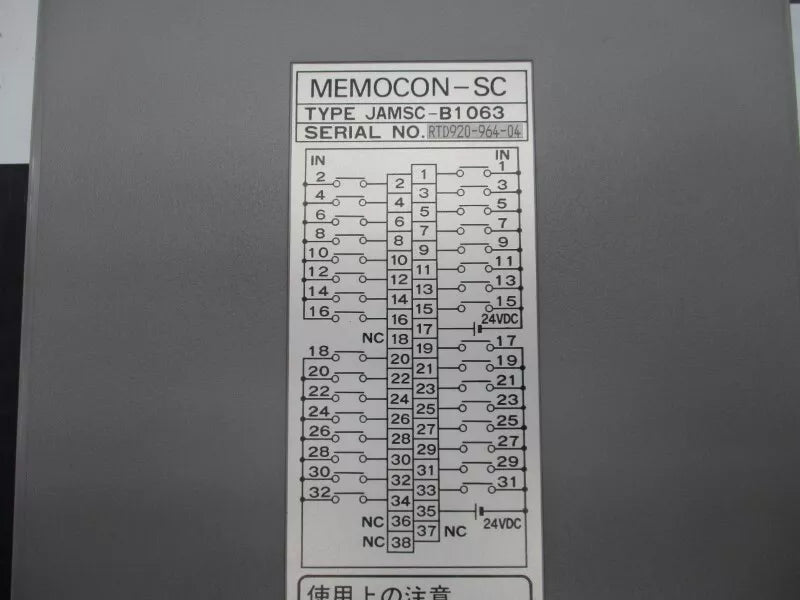 MEMOCON-SC
TYPE JAMSC-B1063
SERIAL NO. RTD920-964-04
IN IN
2 2 1 1
4 4 3 3
6 6 5 5
8 8 7 7
10 10 9 9
12 12 11 11
14 14 13 13
16 16 15 15
17 24VDC
NC 18
18 20 19 17
20 22 21 19
22 24 23 21
24 26 25 23
26 28 27 25
28 30 29 27
30 32 31 29
32 34 33 31
35 24VDC
NC 36 37 NC
NC 38
使用上の注意